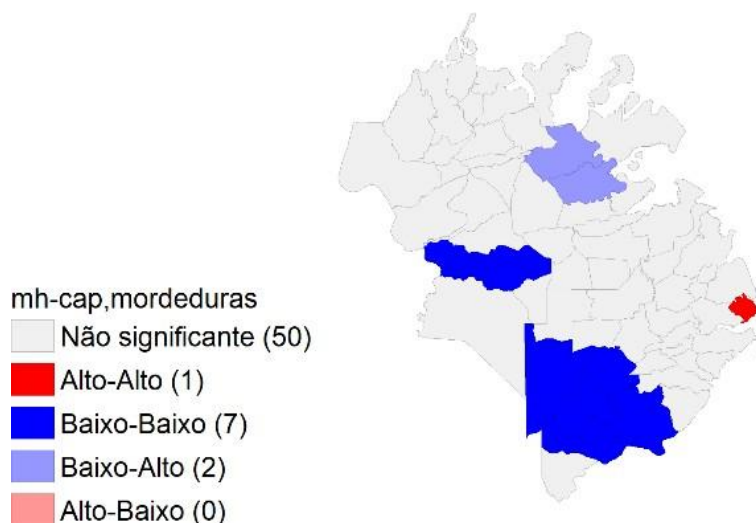 mh-cap,mordeduras
Não significante (50)
Alto-Alto (1)
Baixo-Baixo (7)
Baixo-Alto (2)
Alto-Baixo (0)